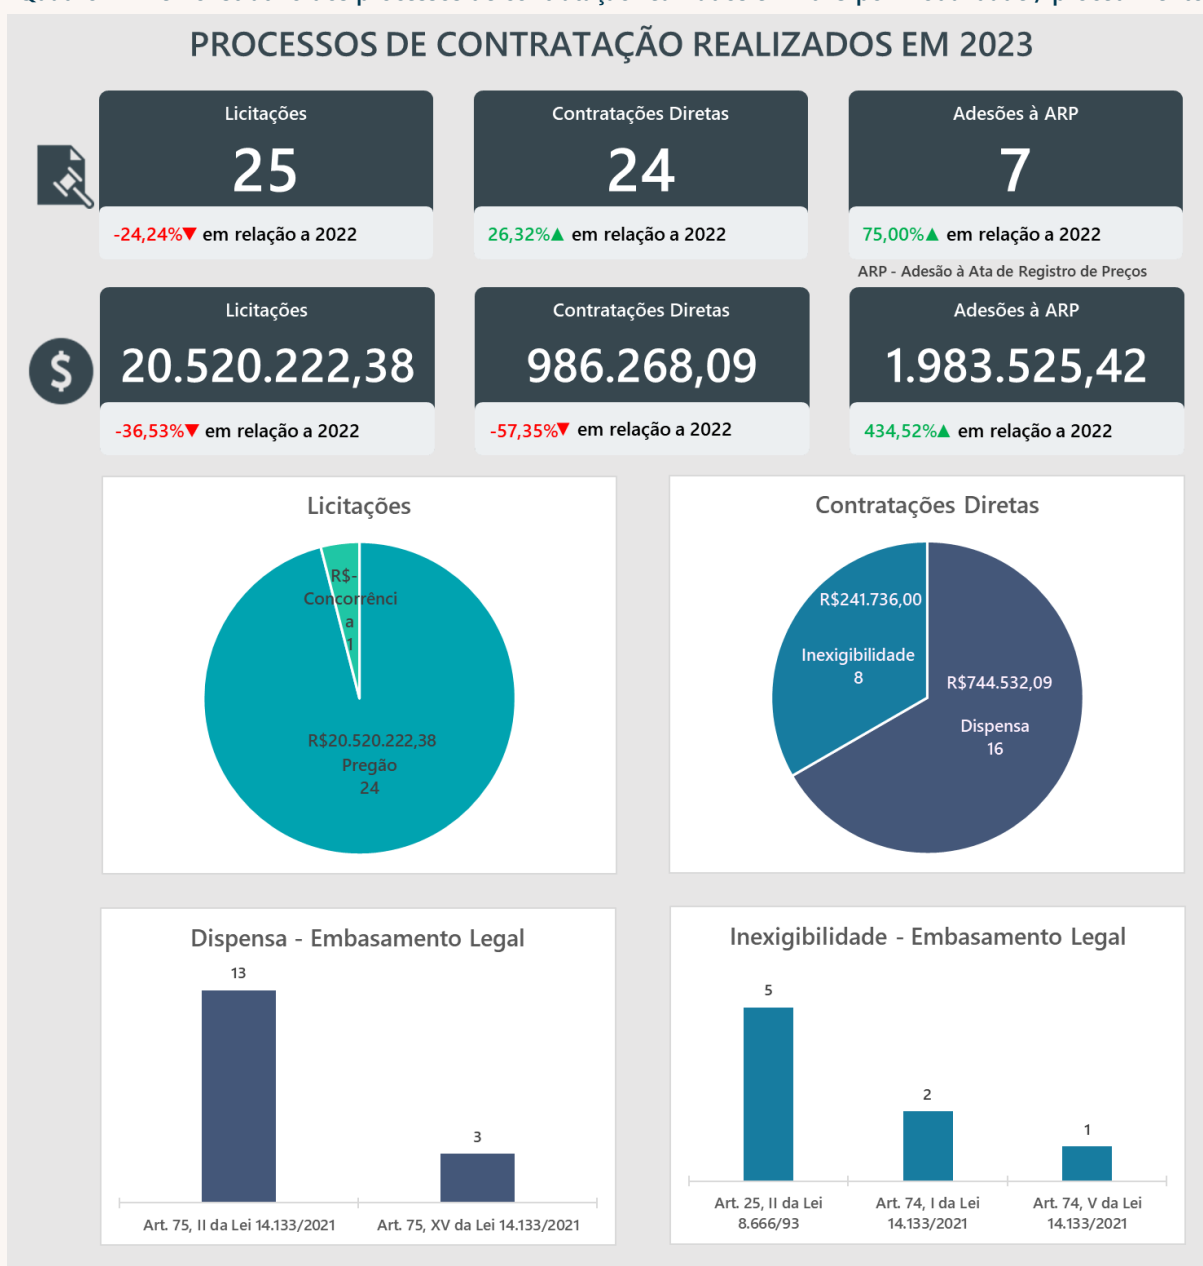 PROCESSOS DE CONTRATAÇÃO REALIZADOS EM 2023
Licitações
25
-24,24%▼ em relação a 2022
Contratações Diretas
24
26,32%▲ em relação a 2022
Adesões à ARP
7
75,00%▲ em relação a 2022
ARP - Adesão à Ata de Registro de Preços
$
Licitações
20.520.222,38
-36,53%▼ em relação a 2022
Contratações Diretas
986.268,09
-57,35%▼ em relação a 2022
Adesões à ARP
1.983.525,42
434,52%▲ em relação a 2022
Licitações
R$-
Concorrênci
a
1
R$20.520.222,38
Pregão
24
Contratações Diretas
R$241.736,00
Inexigibilidade
8
R$744.532,09
Dispensa
16
Dispensa - Embasamento Legal
13
3
Art. 75, II da Lei 14.133/2021
Art. 75, XV da Lei 14.133/2021
Inexigibilidade - Embasamento Legal
5
2
1
Art. 25, II da Lei
8.666/93
Art. 74, I da Lei
14.133/2021
Art. 74, V da Lei
14.133/2021